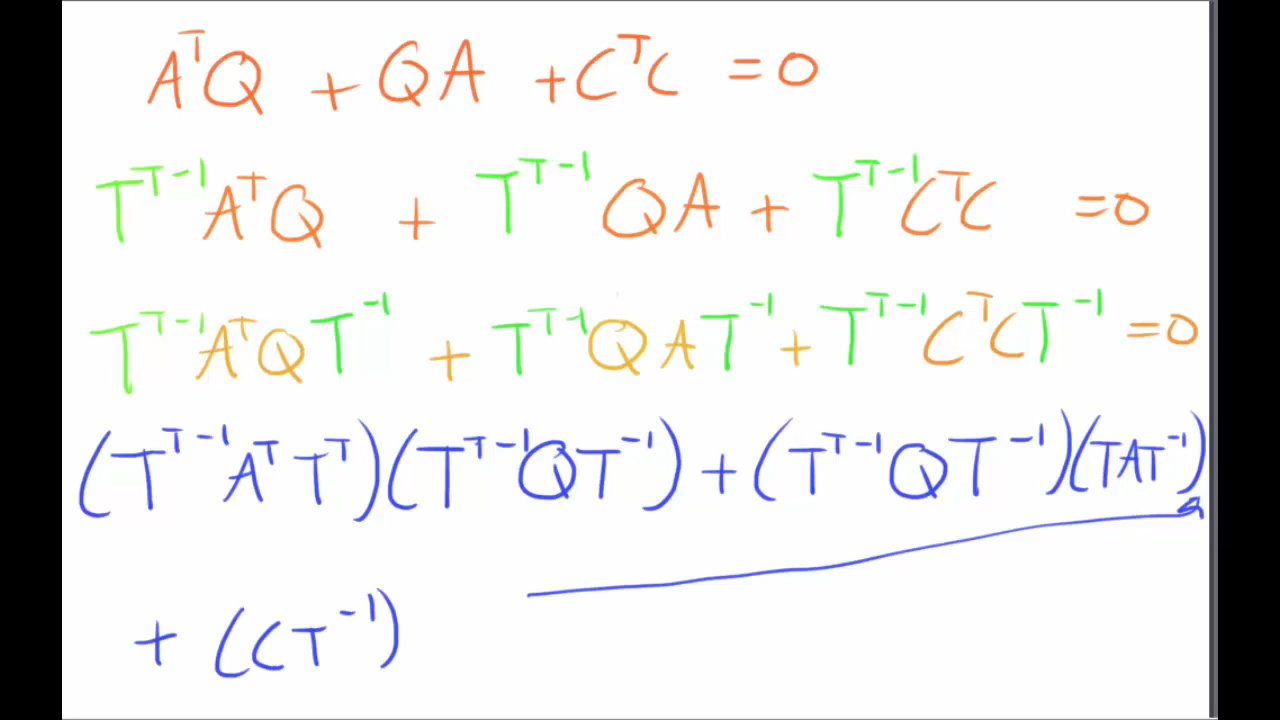 AᵀQ + QA + CᵀC = 0
Tᵀ⁻¹AᵀQ + Tᵀ⁻¹QA + Tᵀ⁻¹CᵀC = 0
Tᵀ⁻¹AᵀQT⁻¹ + Tᵀ⁻¹QAT⁻¹ + Tᵀ⁻¹CᵀCT⁻¹ = 0
(Tᵀ⁻¹AᵀTᵀ)(Tᵀ⁻¹QT⁻¹) + (Tᵀ⁻¹QT⁻¹)(TAT⁻¹)
+ (CT⁻¹)